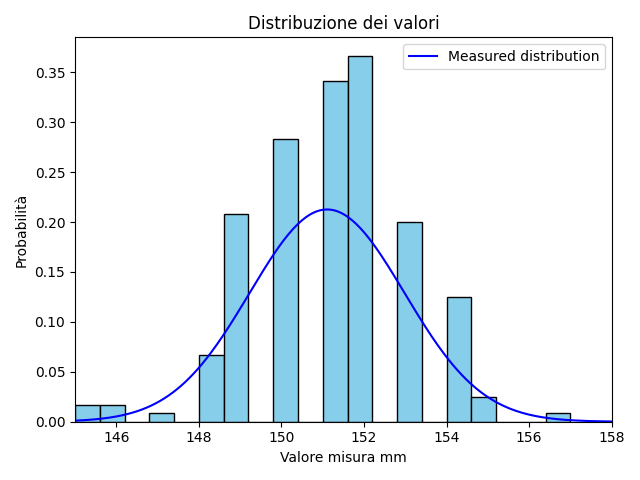 Distribuzione dei valori
Measured distribution
Probabilità
0.35
0.30
0.25
0.20
0.15
0.10
0.05
0.00
146 148 150 152 154 156 158
Valore misura mm